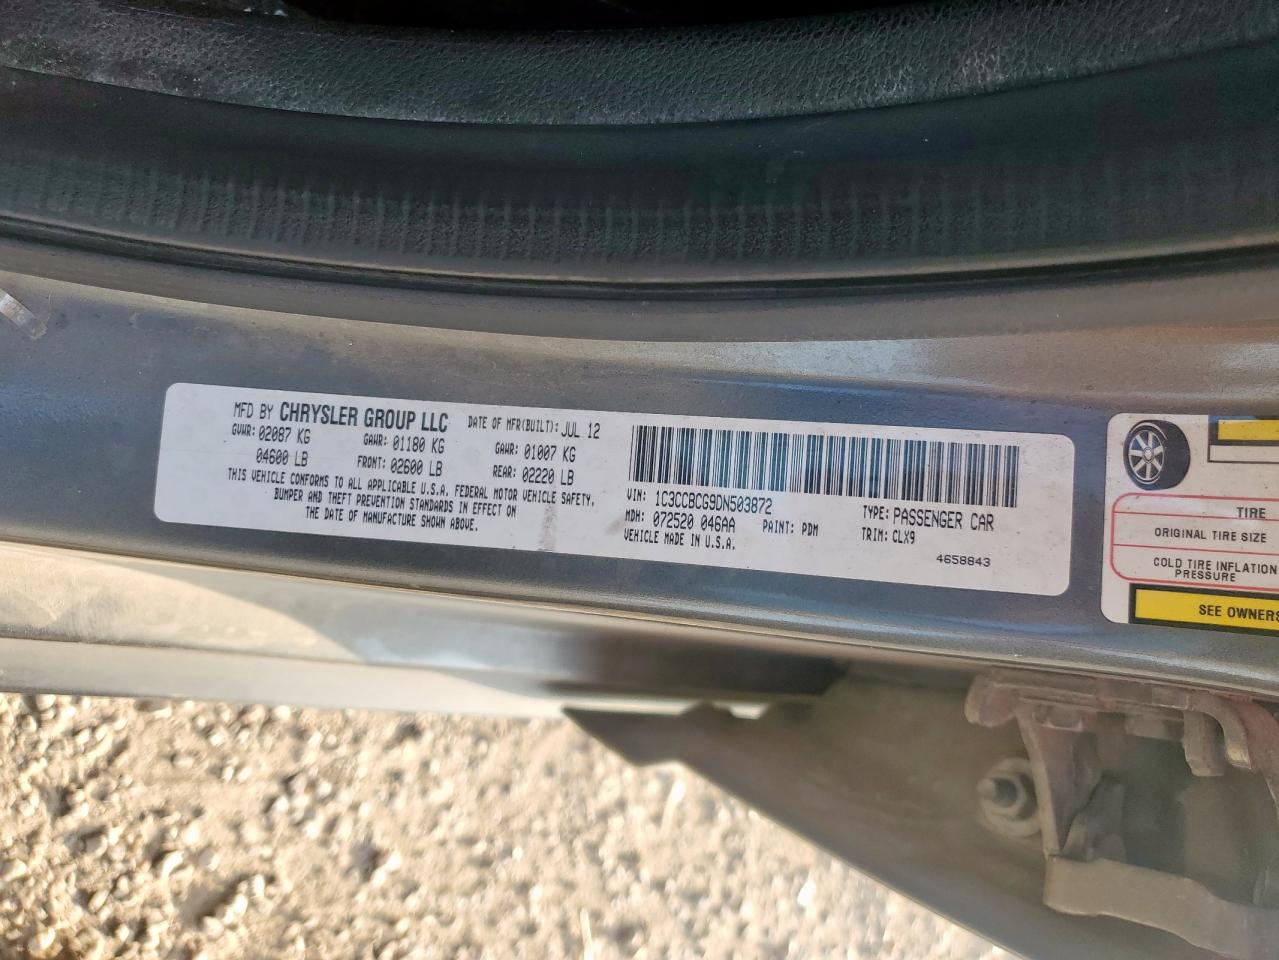 MFD BY CHRYSLER GROUP LLC DATE OF MFR(BUILT): JUL 12
GVWR: 02087 KG GAWR: 01180 KG GAWR: 01007 KG
04600 LB FRONT: 02600 LB REAR: 02220 LB
THIS VEHICLE CONFORMS TO ALL APPLICABLE U.S.A. FEDERAL MOTOR VEHICLE SAFETY,
BUMPER AND THEFT PREVENTION STANDARDS IN EFFECT ON
THE DATE OF MANUFACTURE SHOWN ABOVE.
VIN: 1C3CCBCG9DN503872 TYPE: PASSENGER CAR
MDH: 072520 046AA PAINT: PDM TRIM: CLX9
VEHICLE MADE IN U.S.A. 4658843
TIRE
ORIGINAL TIRE SIZE
COLD TIRE INFLATION
PRESSURE
SEE OWNERS